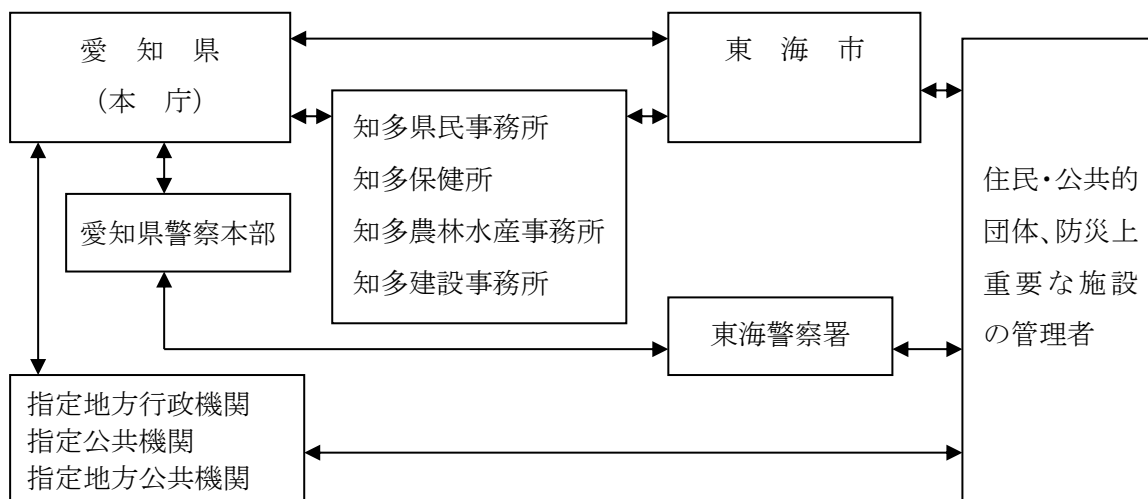 愛 知 県
（本 庁）
東 海 市
知多県民事務所
知多保健所
知多農林水産事務所
知多建設事務所
愛知県警察本部
住民・公共的
団体、防災上
重要な施設
の管理者
東海警察署
指定地方行政機関
指定公共機関
指定地方公共機関